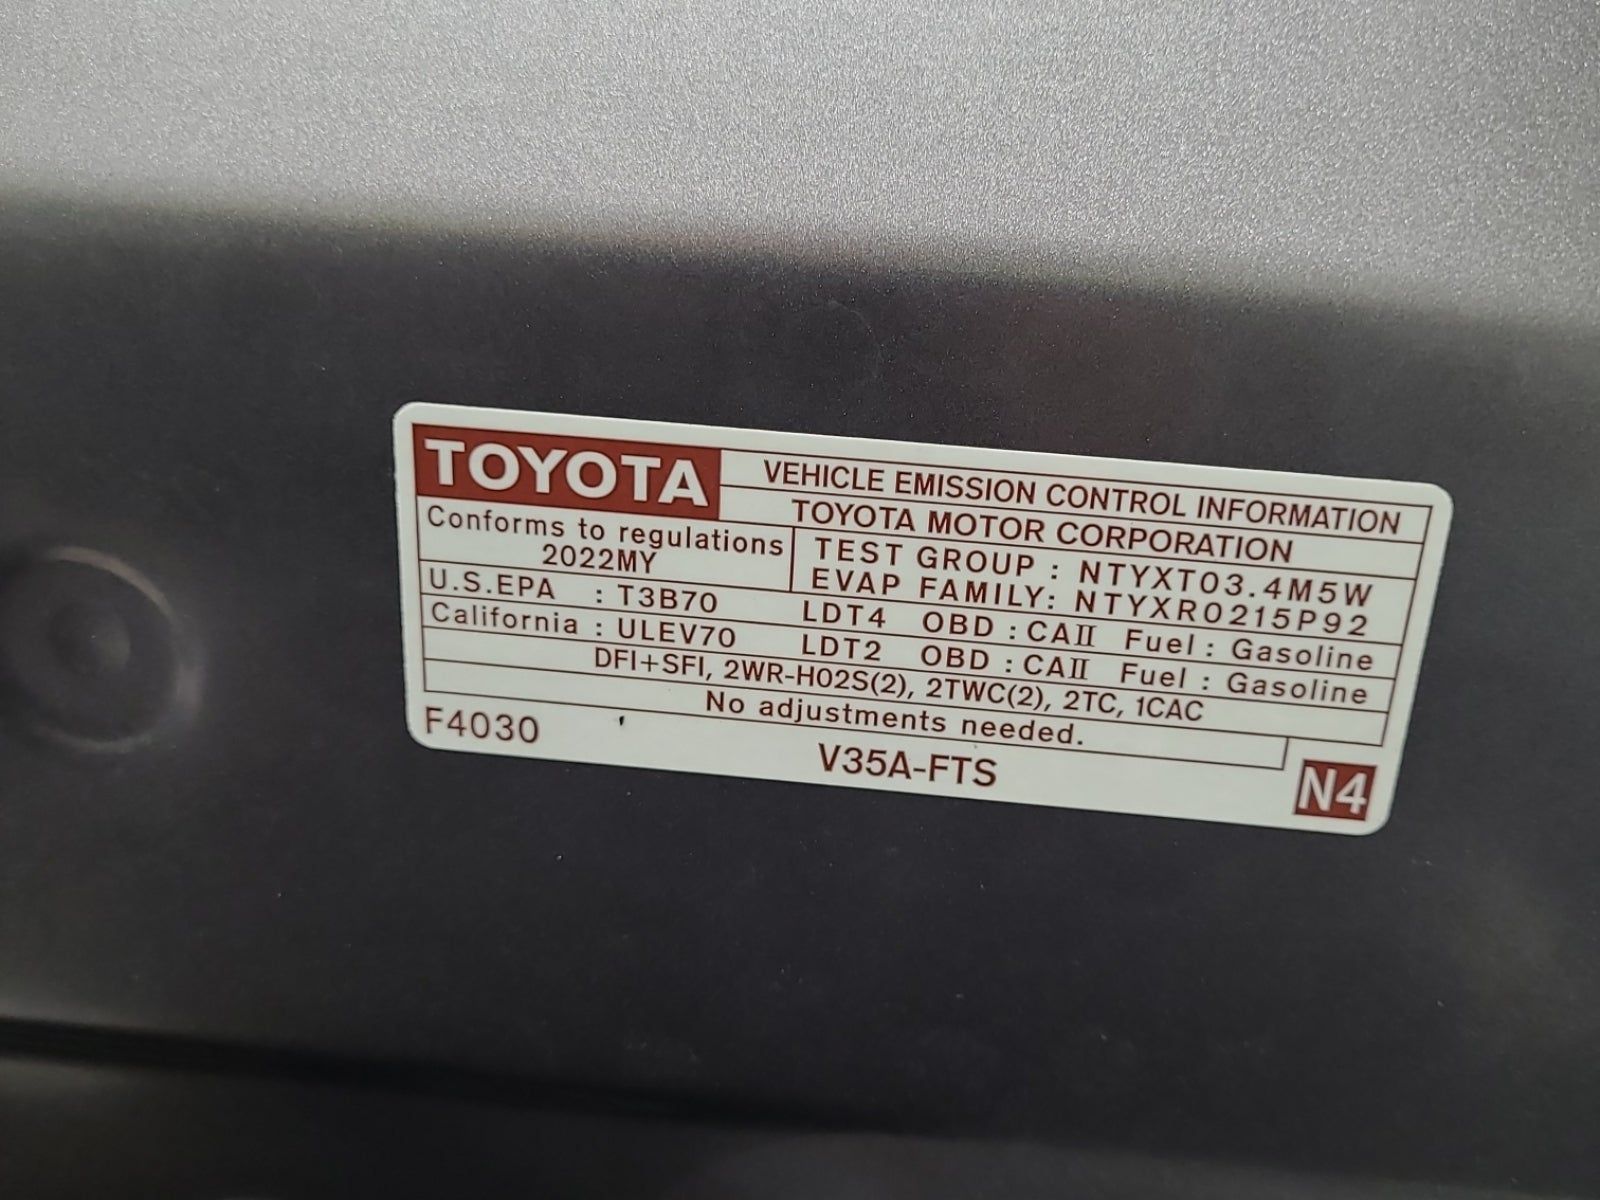 TOYOTA VEHICLE EMISSION CONTROL INFORMATION
TOYOTA MOTOR CORPORATION
Conforms to regulations
2022MY
TEST GROUP : NTYXT03.4M5W
EVAP FAMILY: NTYXR0215P92
U.S.EPA : T3B70 LDT4 OBD : CAII Fuel : Gasoline
California : ULEV70 LDT2 OBD : CAII Fuel : Gasoline
DFI+SFI, 2WR-HO2S(2), 2TWC(2), 2TC, 1CAC
No adjustments needed.
F4030 V35A-FTS N4